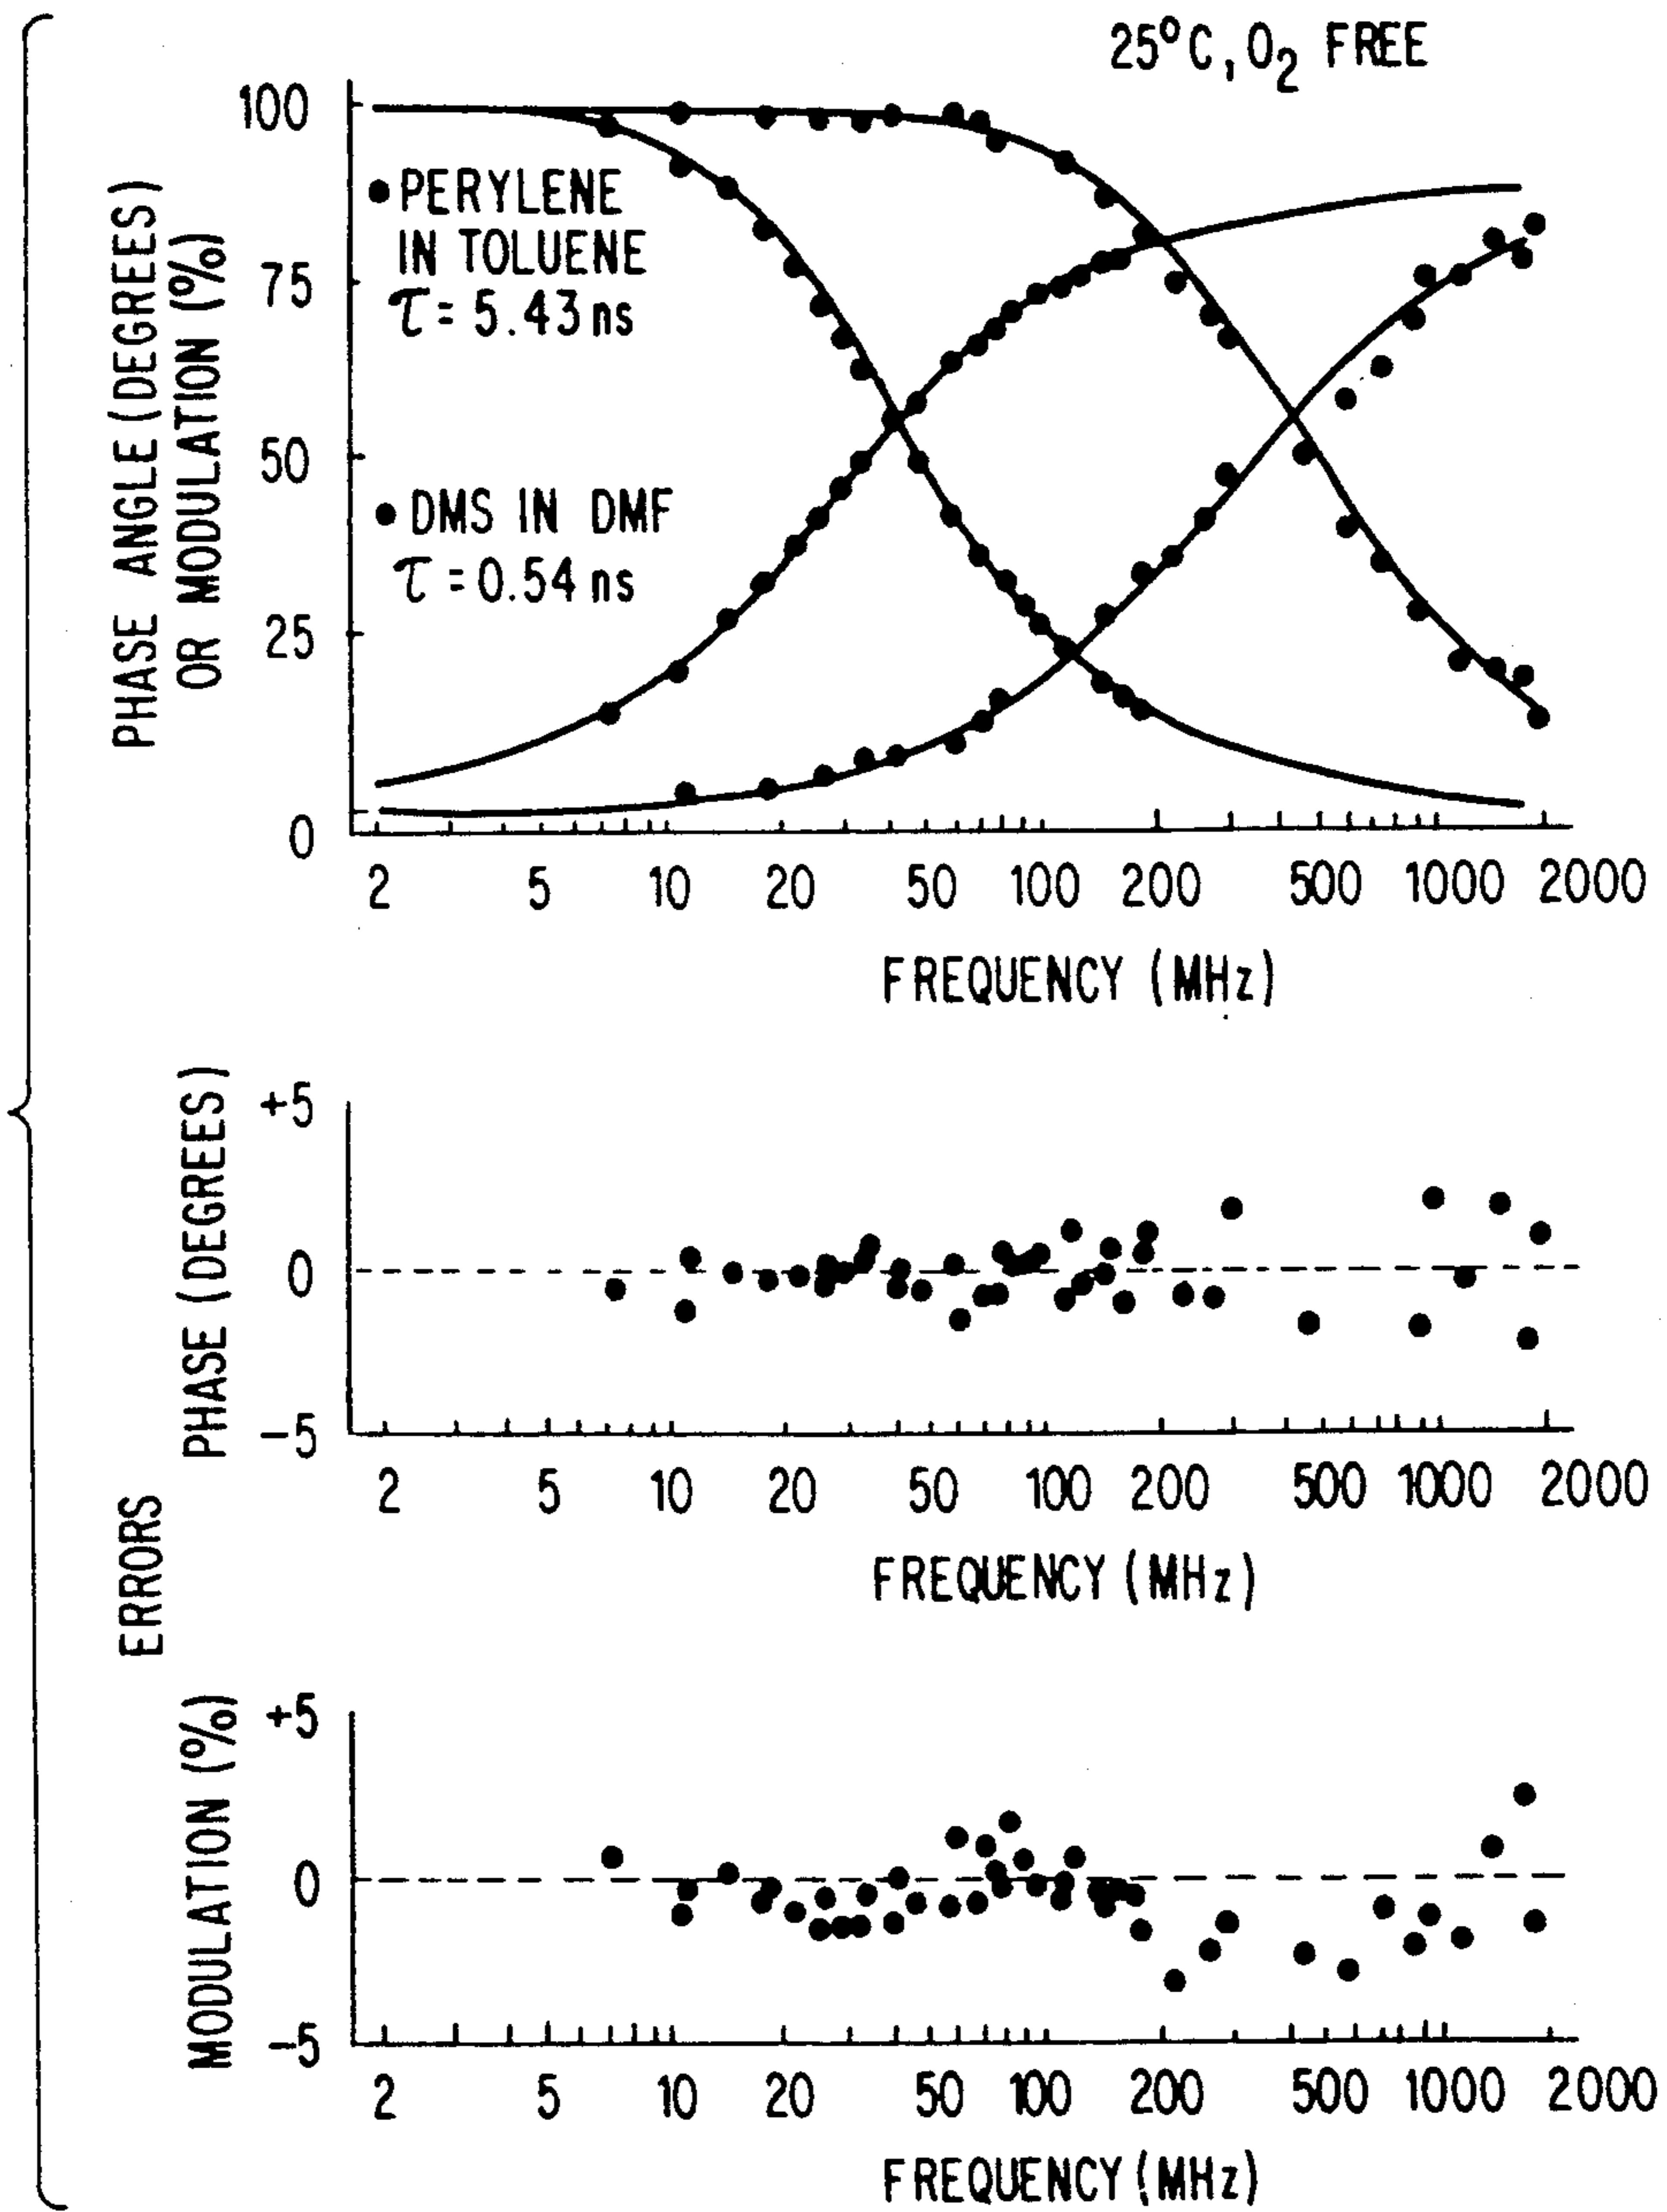 25°C, O₂ FREE
PHASE ANGLE (DEGREES)
OR MODULATION (%)
100
75
50
25
0
• PERYLENE
IN TOLUENE
τ = 5.43 ns
• DMS IN DMF
τ = 0.54 ns
2 5 10 20 50 100 200 500 1000 2000
FREQUENCY (MHz)
ERRORS
PHASE (DEGREES)
+5
0
-5
2 5 10 20 50 100 200 500 1000 2000
FREQUENCY (MHz)
MODULATION (%)
+5
0
-5
2 5 10 20 50 100 200 500 1000 2000
FREQUENCY (MHz)